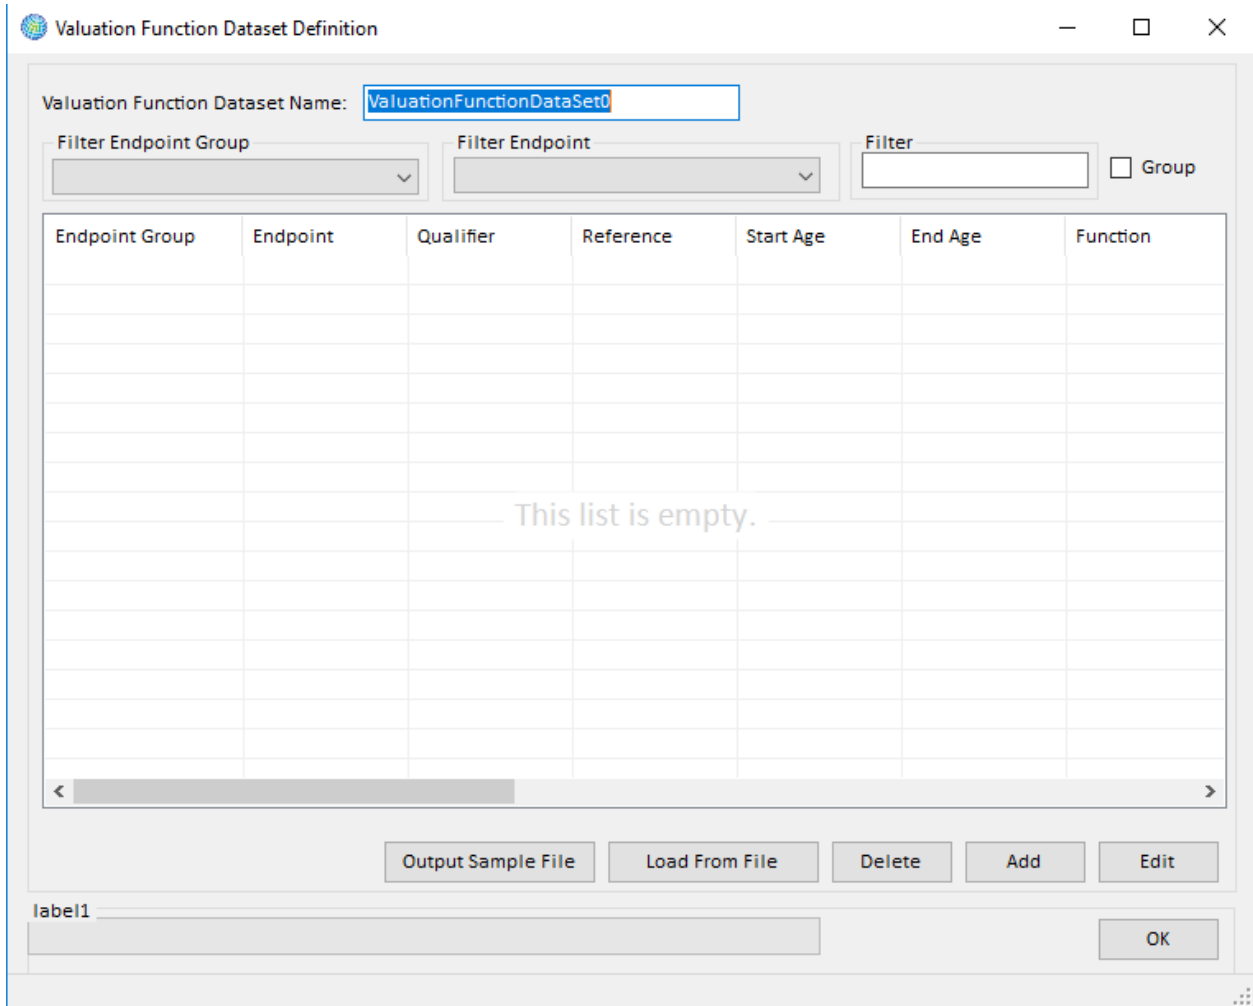 Valuation Function Dataset Definition
Valuation Function Dataset Name: ValuationFunctionDataSet0
Filter Endpoint Group Filter Endpoint Filter
Group
Endpoint Group Endpoint Qualifier Reference Start Age End Age Function
This list is empty.
Output Sample File Load From File Delete Add Edit
label1
OK